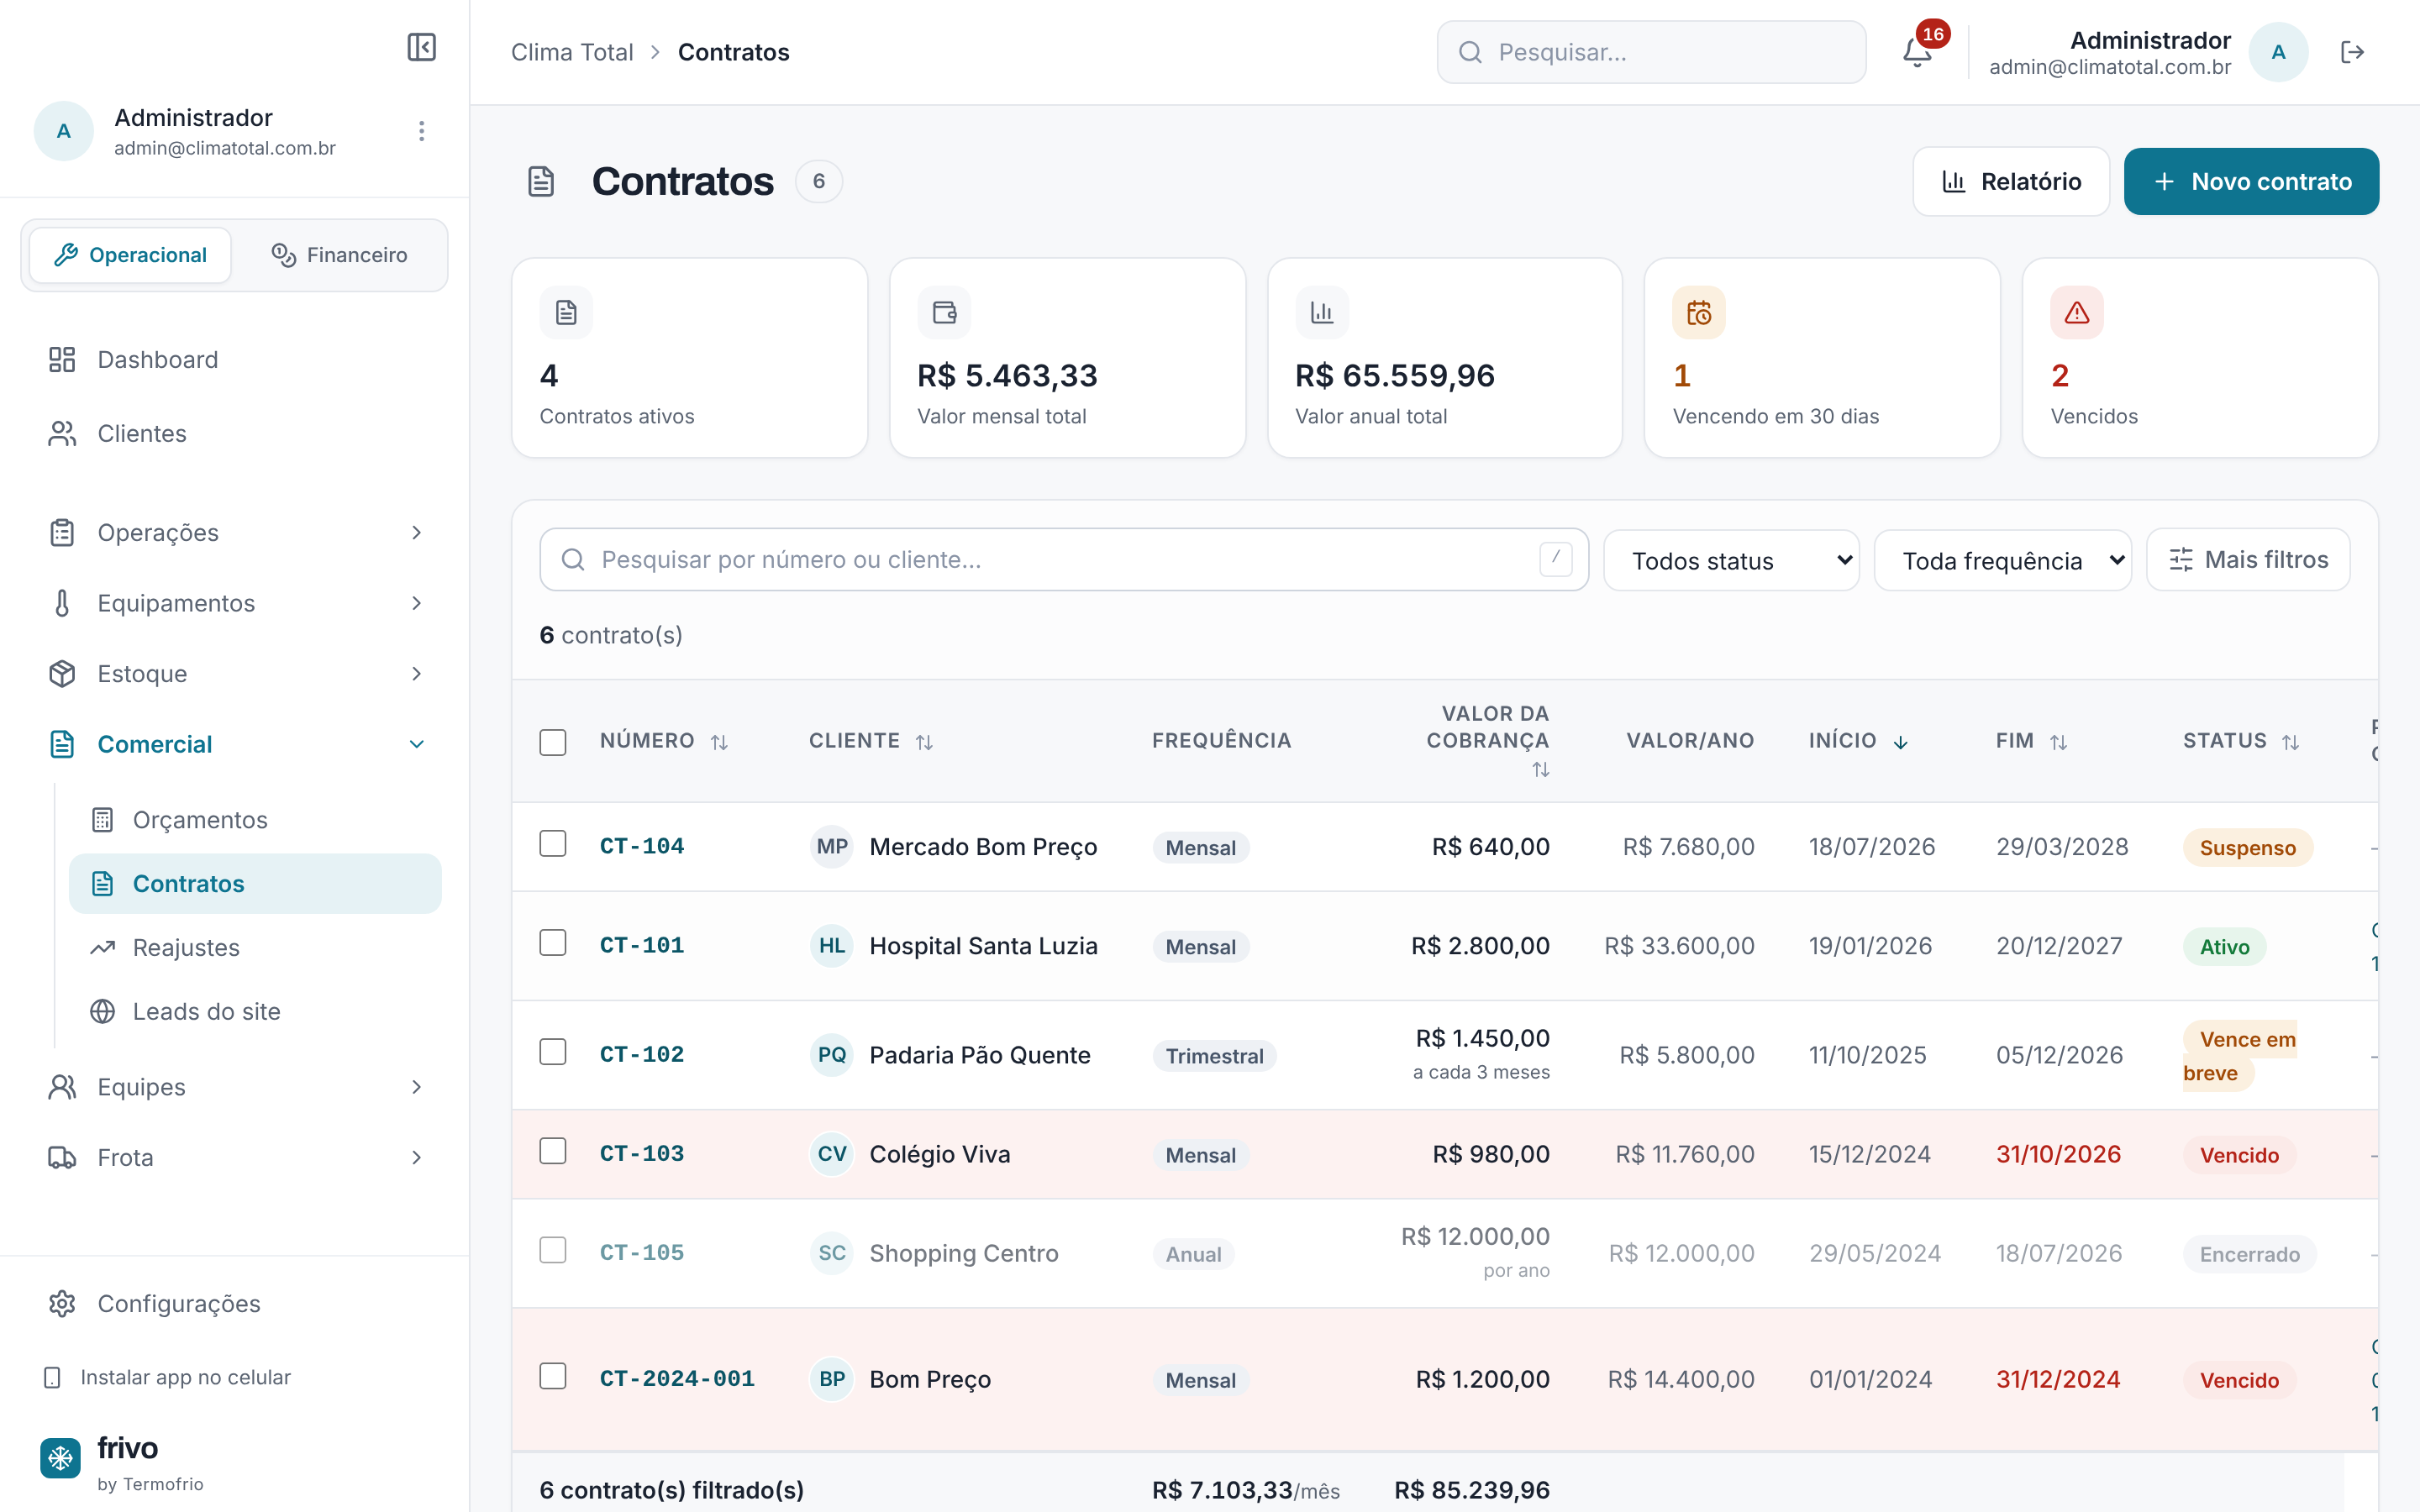 Administrador
admin@climatotal.com.br
A
Operacional
Financeiro
Dashboard
Clientes
Operações
Equipamentos
Estoque
Comercial
Orçamentos
Contratos
Reajustes
Leads do site
Equipes
Frota
Configurações
Instalar app no celular
frivo
by Termofrio
Clima Total > Contratos
Pesquisar...
16
Administrador
admin@climatotal.com.br
A
Contratos 6
Relatório
+ Novo contrato
4
Contratos ativos
R$ 5.463,33
Valor mensal total
R$ 65.559,96
Valor anual total
1
Vencendo em 30 dias
2
Vencidos
Pesquisar por número ou cliente... /
Todos status
Toda frequência
Mais filtros
6 contrato(s)
NÚMERO CLIENTE FREQUÊNCIA VALOR DA COBRANÇA VALOR/ANO INÍCIO FIM STATUS
CT-104 MP Mercado Bom Preço Mensal R$ 640,00 R$ 7.680,00 18/07/2026 29/03/2028 Suspenso
CT-101 HL Hospital Santa Luzia Mensal R$ 2.800,00 R$ 33.600,00 19/01/2026 20/12/2027 Ativo
CT-102 PQ Padaria Pão Quente Trimestral R$ 1.450,00 a cada 3 meses R$ 5.800,00 11/10/2025 05/12/2026 Vence em breve
CT-103 CV Colégio Viva Mensal R$ 980,00 R$ 11.760,00 15/12/2024 31/10/2026 Vencido
CT-105 SC Shopping Centro Anual R$ 12.000,00 por ano R$ 12.000,00 29/05/2024 18/07/2026 Encerrado
CT-2024-001 BP Bom Preço Mensal R$ 1.200,00 R$ 14.400,00 01/01/2024 31/12/2024 Vencido
6 contrato(s) filtrado(s) R$ 7.103,33/mês R$ 85.239,96